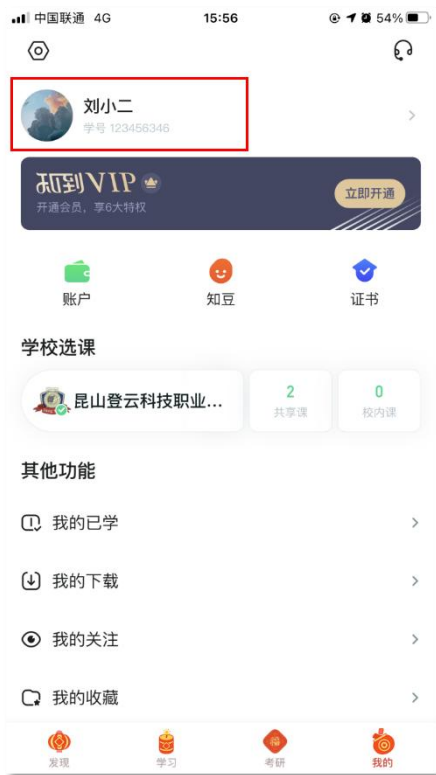 中国联通 4G 15:56 54%
刘小二
学号 123456346
知到VIP
开通会员，享6大特权
立即开通
账户 知豆 证书
学校选课
昆山登云科技职业...
2
共享课
0
校内课
其他功能
我的已学
我的下载
我的关注
我的收藏
发现 学习 考研 我的